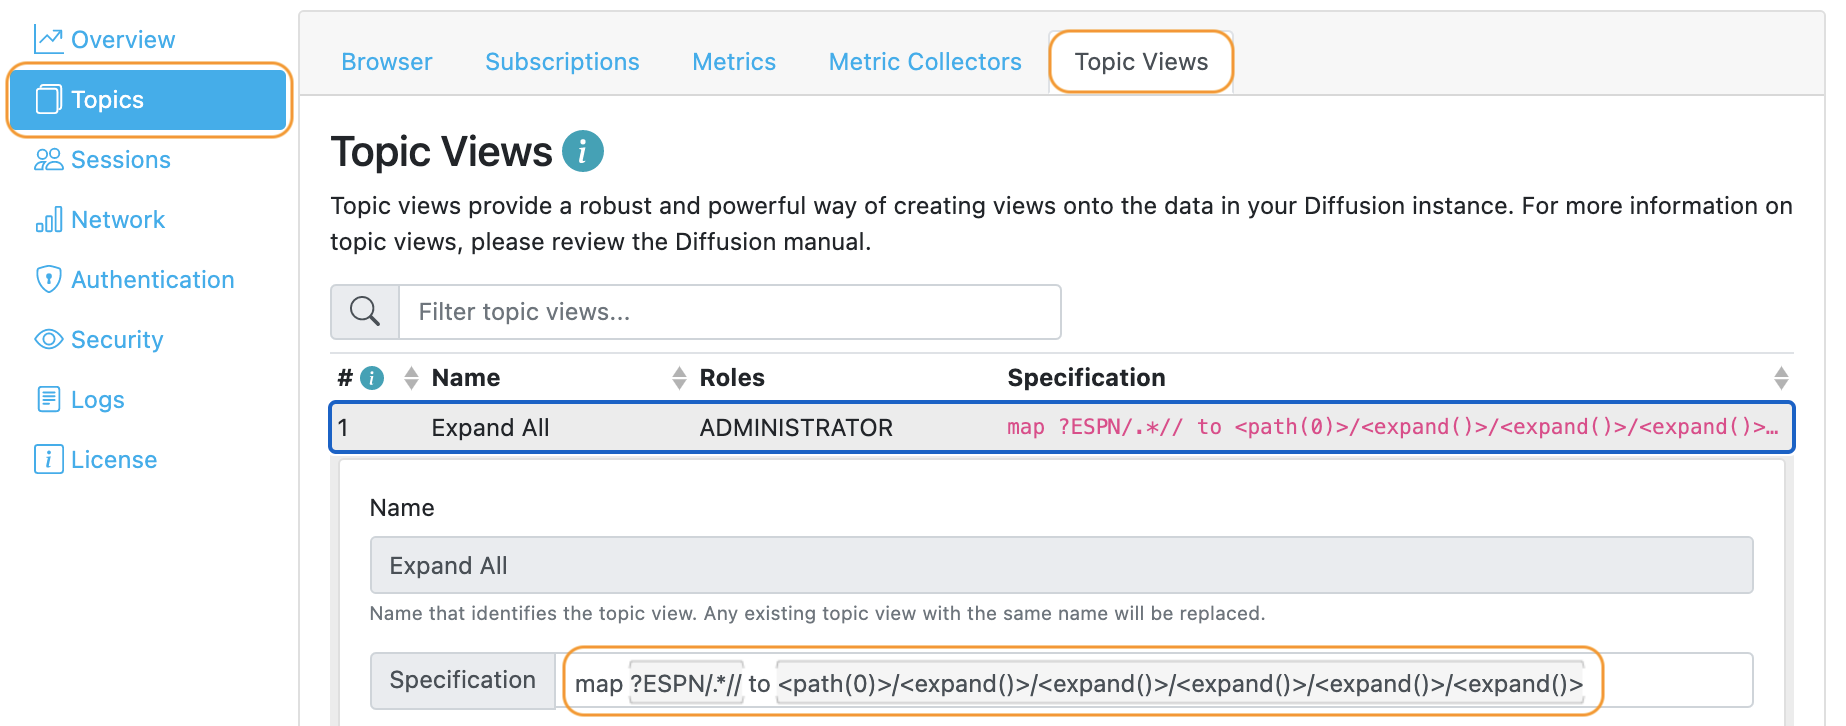 Overview
Topics
Sessions
Network
Authentication
Security
Logs
License
Browser Subscriptions Metrics Metric Collectors Topic Views
Topic Views i
Topic views provide a robust and powerful way of creating views onto the data in your Diffusion instance. For more information on
topic views, please review the Diffusion manual.
Filter topic views...
# i Name Roles Specification
1 Expand All ADMINISTRATOR map ?ESPN/.*// to <path(0)>/<expand()>/<expand()>/<expand()>…
Name
Expand All
Name that identifies the topic view. Any existing topic view with the same name will be replaced.
Specification map ?ESPN/.*// to <path(0)>/<expand()>/<expand()>/<expand()>/<expand()>/<expand()>